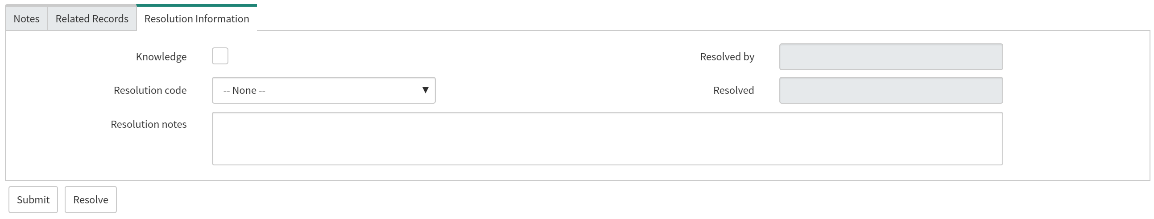 Notes Related Records Resolution Information
Knowledge Resolved by
Resolution code -- None -- Resolved
Resolution notes
Submit Resolve